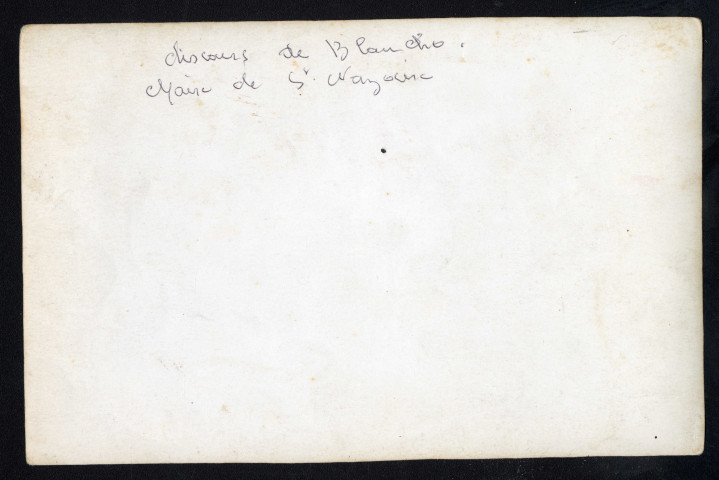 discours de Blancho.
Maire de St. Nazaire